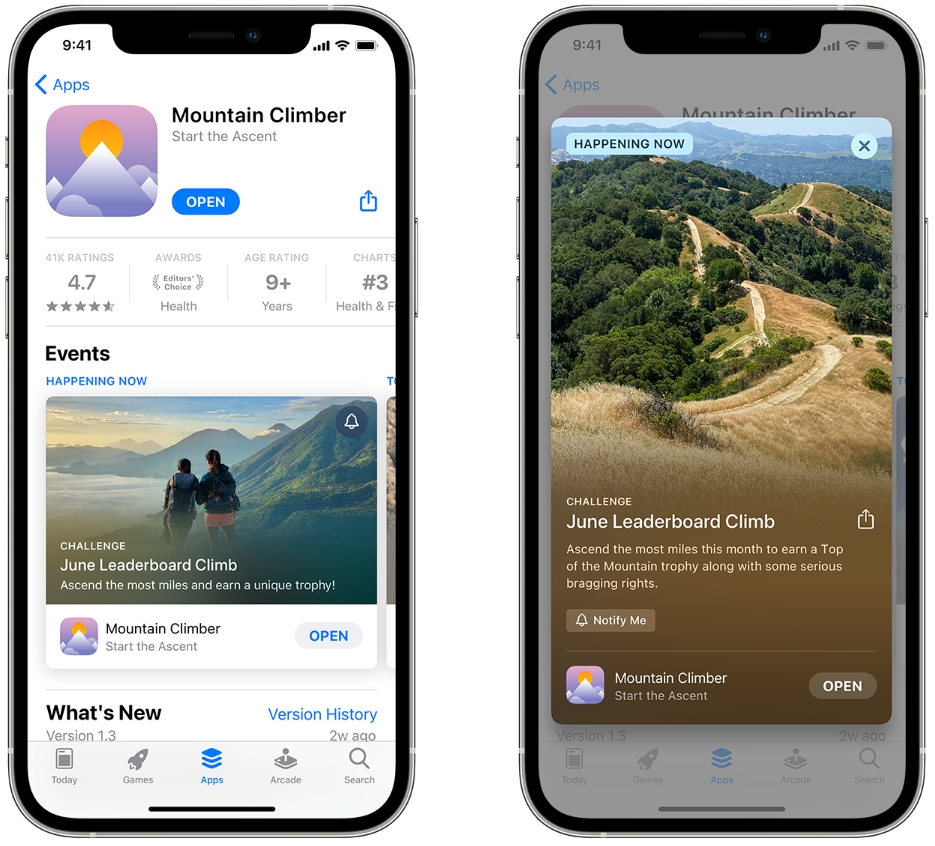 9:41
Apps
Mountain Climber
Start the Ascent
OPEN
41K RATINGS
4.7
AWARDS
Editors'
Choice
Health
AGE RATING
9+
Years
CHARTS
#3
Health & F
Events
HAPPENING NOW
CHALLENGE
June Leaderboard Climb
Ascend the most miles and earn a unique trophy!
Mountain Climber
Start the Ascent
OPEN
What's New
Version History
Version 1.3
2w ago
Today
Games
Apps
Arcade
Search
9:41
Apps
Mountain Climber
HAPPENING NOW
CHALLENGE
June Leaderboard Climb
Ascend the most miles this month to earn a Top
of the Mountain trophy along with some serious
bragging rights.
Notify Me
Mountain Climber
Start the Ascent
OPEN
Version 1.3
2w ago
Today
Games
Apps
Arcade
Search